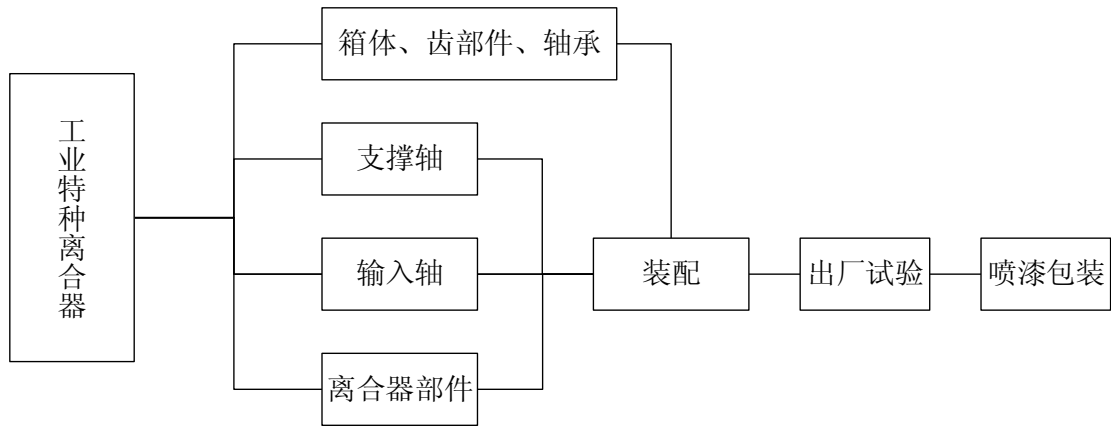 工业特种离合器
箱体、齿部件、轴承
支撑轴
输入轴
离合器部件
装配
出厂试验
喷漆包装